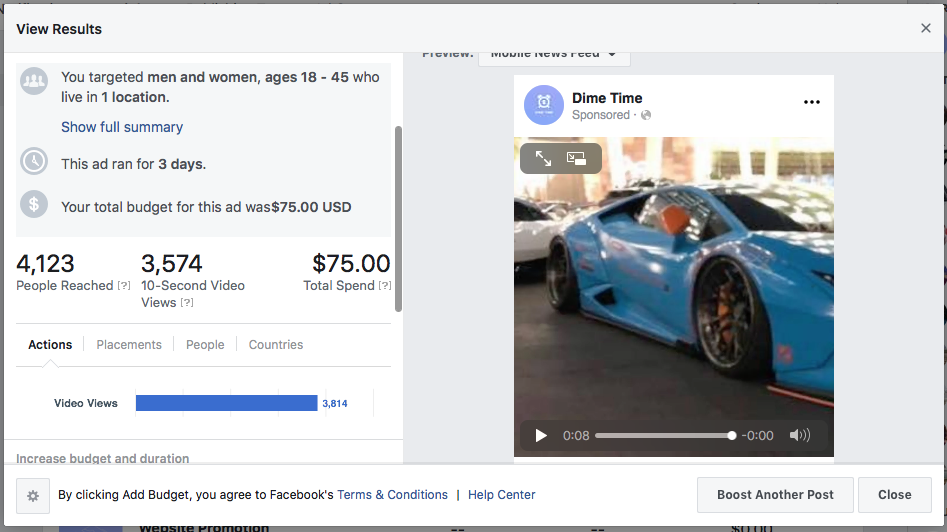 View Results
You targeted men and women, ages 18 - 45 who
live in 1 location.
Show full summary
This ad ran for 3 days.
Your total budget for this ad was$75.00 USD
4,123
People Reached [?]
3,574
10-Second Video
Views [?]
$75.00
Total Spend [?]
Actions
Placements
People
Countries
Video Views
3,814
Increase budget and duration
Preview:
Mobile News Feed
Dime Time
Sponsored ·
0:08
-0:00
By clicking Add Budget, you agree to Facebook's Terms & Conditions | Help Center
Boost Another Post
Close
Website Promotion
--
--
$0.00